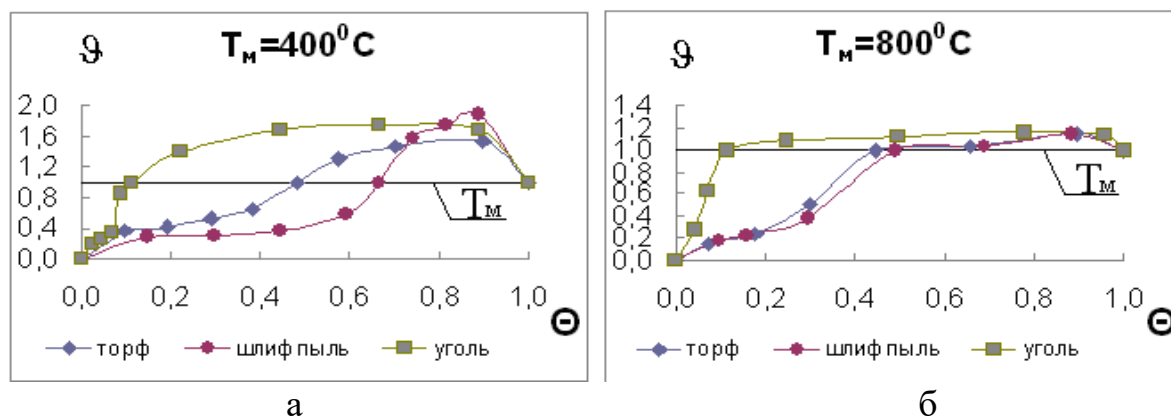 ϑ Tм=400⁰C
2,0
1,6
1,2
0,8
0,4
0,0
Tм
0,0 0,2 0,4 0,6 0,8 1,0
Θ
торф шлиф пыль уголь
а
ϑ Tм=800⁰C
1,4
1,2
1,0
0,8
0,6
0,4
0,2
0,0
Tм
0,0 0,2 0,4 0,6 0,8 1,0
Θ
торф шлиф пыль уголь
б